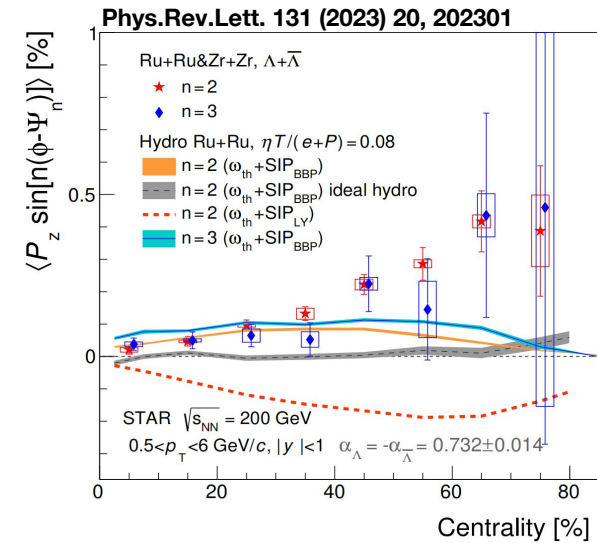 Phys.Rev.Lett. 131 (2023) 20, 202301
⟨P_z sin[n(ϕ-Ψ_n)]⟩ [%]
1
0.5
0
Ru+Ru&Zr+Zr, Λ+Λ̅
n=2
n=3
Hydro Ru+Ru, ηT/(e+P)=0.08
n=2 (ω_th+SIP_BBP)
n=2 (ω_th+SIP_BBP) ideal hydro
n=2 (ω_th+SIP_LY)
n=3 (ω_th+SIP_BBP)
STAR √s_NN = 200 GeV
0.5<p_T<6 GeV/c, |y|<1 α_Λ = -α_Λ̅ = 0.732±0.014
0 20 40 60 80
Centrality [%]